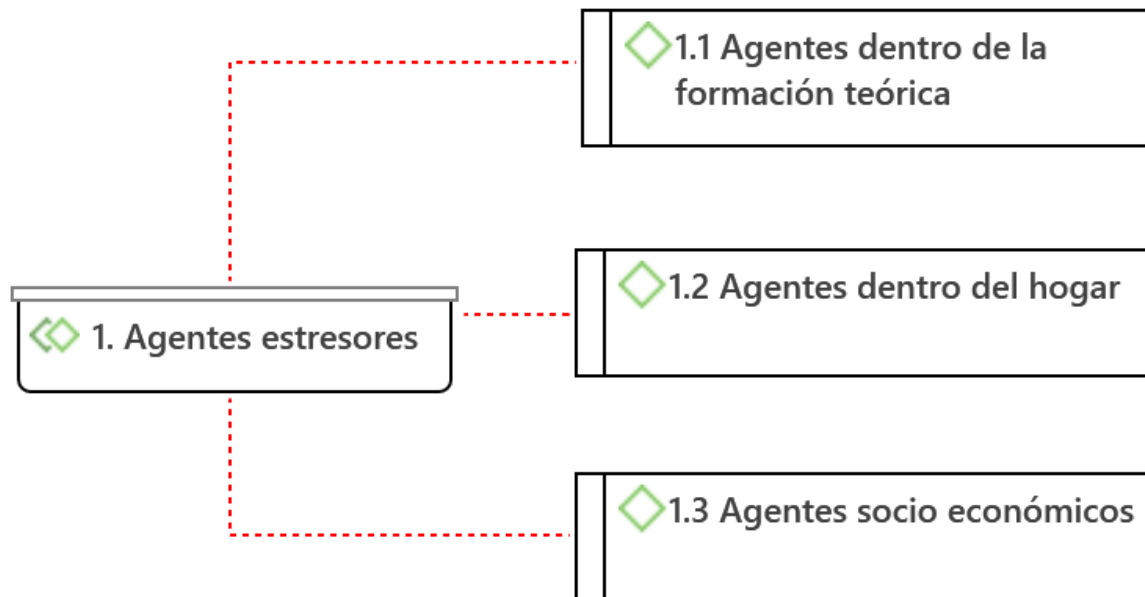 1.1 Agentes dentro de la
formación teórica
1.2 Agentes dentro del hogar
1. Agentes estresores
1.3 Agentes socio económicos